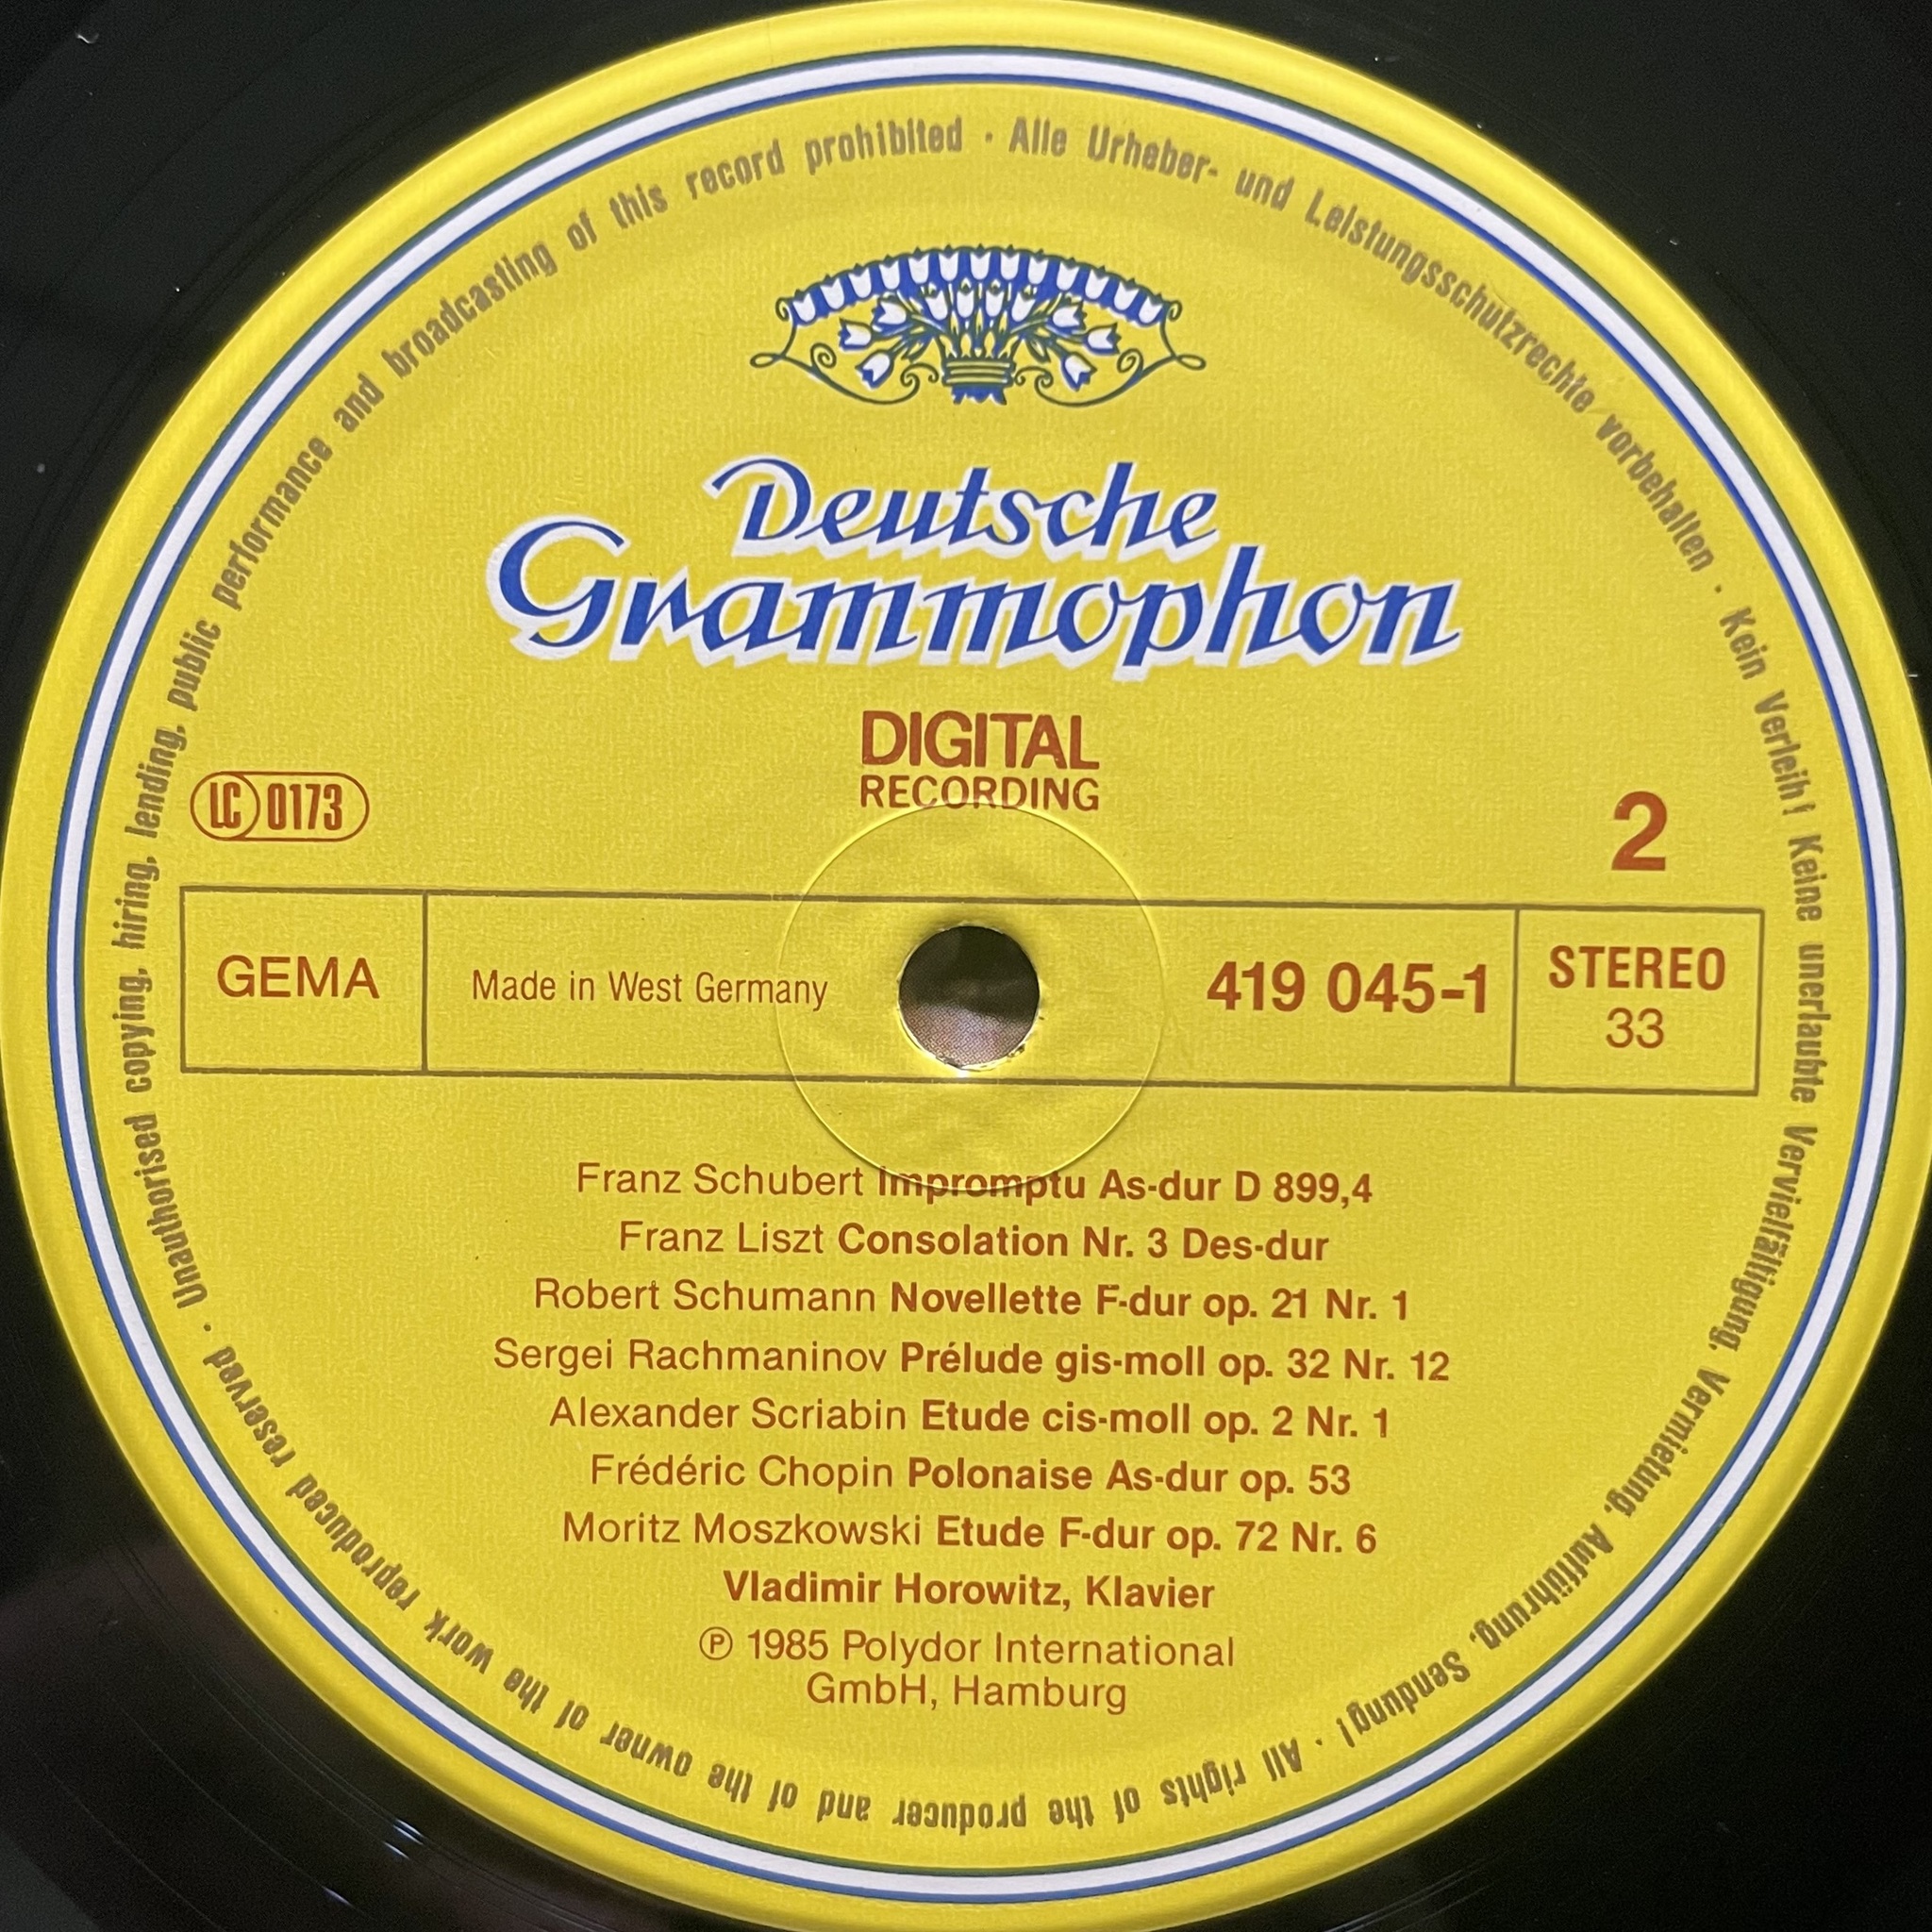 Deutsche
Grammophon
DIGITAL
RECORDING
LC 0173
2
GEMA
Made in West Germany
419 045-1
STEREO
33
Franz Schubert Impromptu As-dur D 899,4
Franz Liszt Consolation Nr. 3 Des-dur
Robert Schumann Novellette F-dur op. 21 Nr. 1
Sergei Rachmaninov Prélude gis-moll op. 32 Nr. 12
Alexander Scriabin Etude cis-moll op. 2 Nr. 1
Frédéric Chopin Polonaise As-dur op. 53
Moritz Moszkowski Etude F-dur op. 72 Nr. 6
Vladimir Horowitz, Klavier
℗ 1985 Polydor International
GmbH, Hamburg
Alle Urheber- und Leistungsschutzrechte vorbehalten · Kein Verleih! Keine unerlaubte Vervielfältigung, Vermietung, Aufführung, Sendung! · All rights of the producer and of the owner of the work reproduced reserved · Unauthorised copying, hiring, lending, public performance and broadcasting of this record prohibited ·